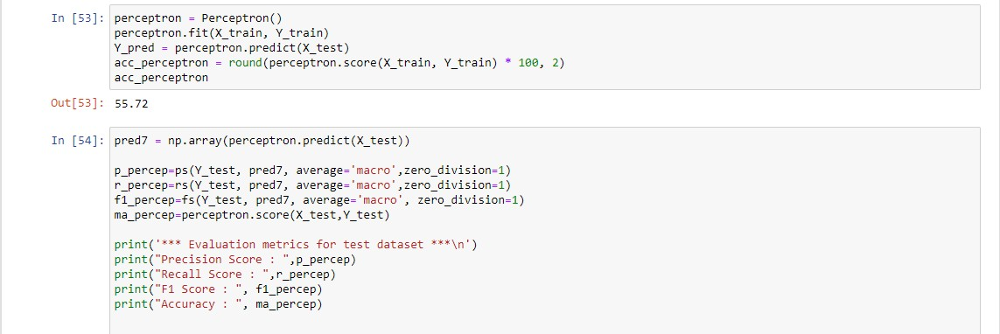 In [53]: perceptron = Perceptron()
perceptron.fit(X_train, Y_train)
Y_pred = perceptron.predict(X_test)
acc_perceptron = round(perceptron.score(X_train, Y_train) * 100, 2)
acc_perceptron
Out[53]: 55.72
In [54]: pred7 = np.array(perceptron.predict(X_test))
p_percep=ps(Y_test, pred7, average='macro',zero_division=1)
r_percep=rs(Y_test, pred7, average='macro',zero_division=1)
f1_percep=fs(Y_test, pred7, average='macro', zero_division=1)
ma_percep=perceptron.score(X_test,Y_test)
print('*** Evaluation metrics for test dataset ***\n')
print("Precision Score : ",p_percep)
print("Recall Score : ",r_percep)
print("F1 Score : ", f1_percep)
print("Accuracy : ", ma_percep)